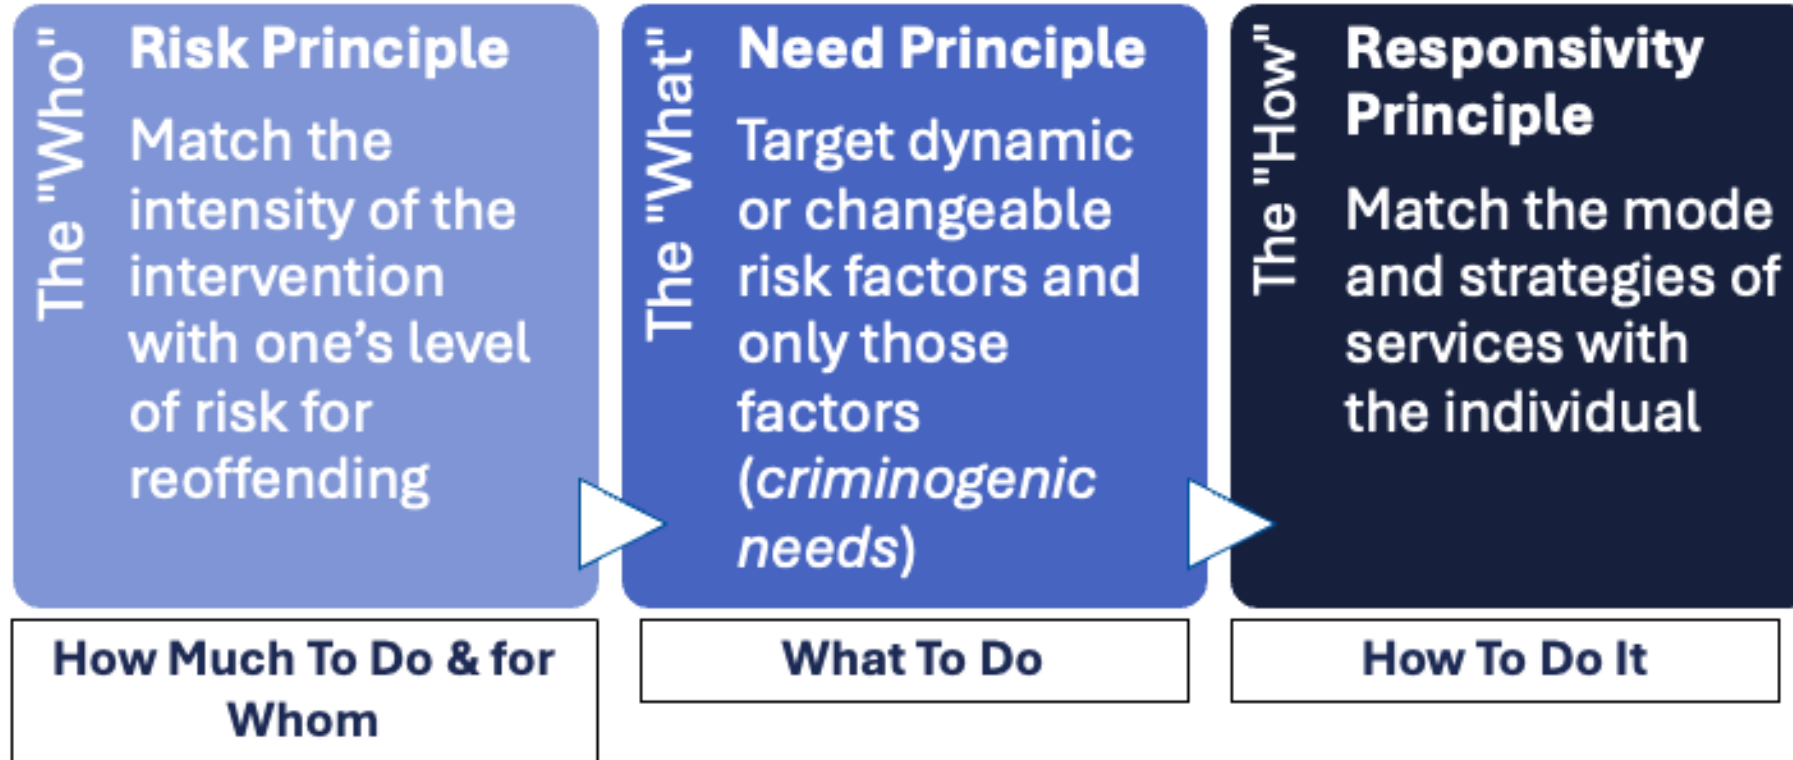 The "Who"
Risk Principle
Match the
intensity of the
intervention
with one’s level
of risk for
reoffending
How Much To Do & for
Whom
The "What"
Need Principle
Target dynamic
or changeable
risk factors and
only those
factors
(criminogenic
needs)
What To Do
The "How"
Responsivity
Principle
Match the mode
and strategies of
services with
the individual
How To Do It